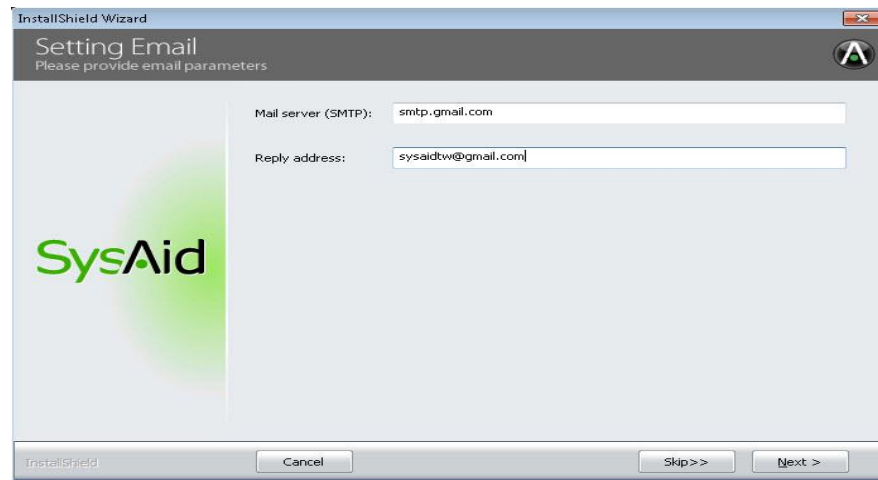 InstallShield Wizard
Setting Email
Please provide email parameters
Mail server (SMTP): smtp.gmail.com
Reply address: sysaidtw@gmail.com
SysAid
InstallShield
Cancel Skip>> Next >